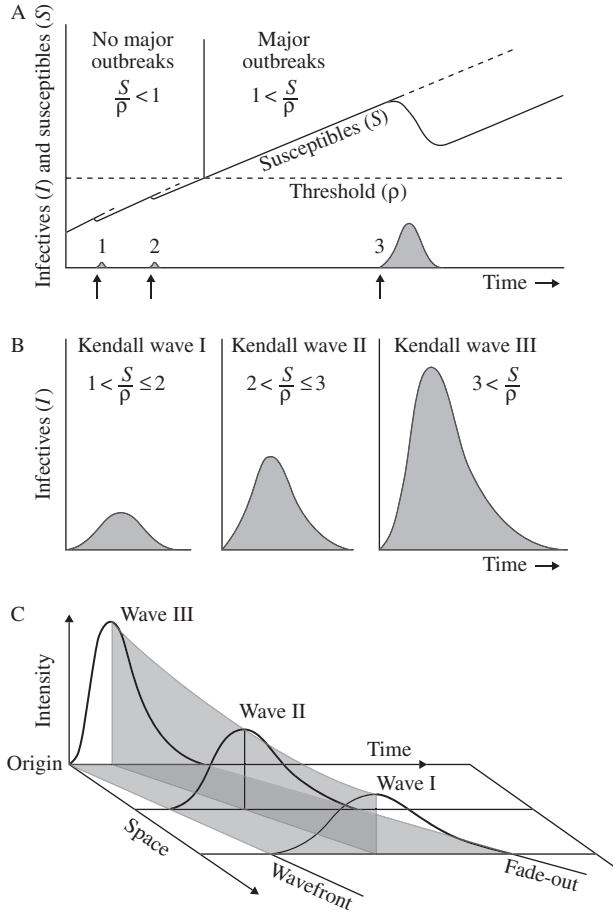 A
Infectives (I) and susceptibles (S)
No major
outbreaks
S/ρ < 1
Major
outbreaks
1 < S/ρ
Susceptibles (S)
Threshold (ρ)
1
2
3
Time
B
Infectives (I)
Kendall wave I
1 < S/ρ ≤ 2
Kendall wave II
2 < S/ρ ≤ 3
Kendall wave III
3 < S/ρ
Time
C
Intensity
Wave III
Wave II
Time
Wave I
Origin
Space
Wavefront
Fade-out